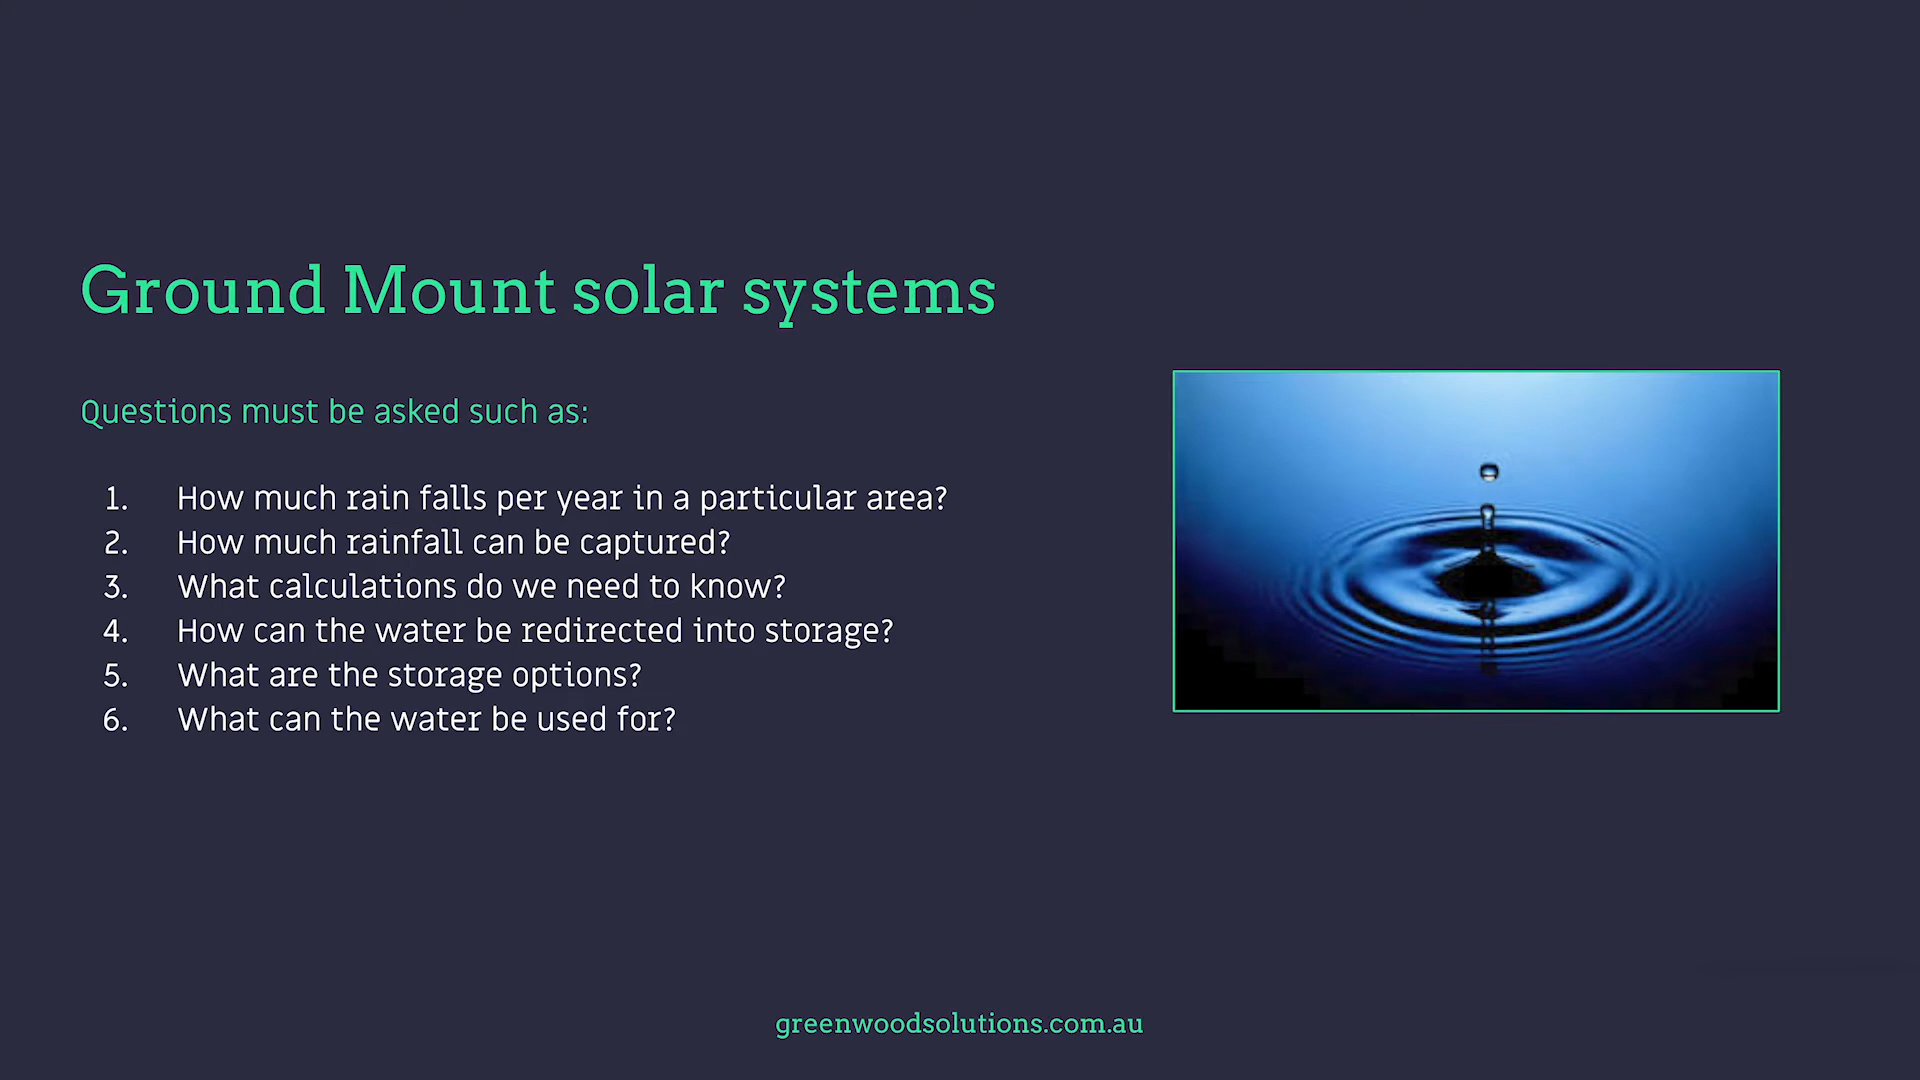 Ground Mount solar systems
Questions must be asked such as:
1. How much rain falls per year in a particular area?
2. How much rainfall can be captured?
3. What calculations do we need to know?
4. How can the water be redirected into storage?
5. What are the storage options?
6. What can the water be used for?
greenwoodsolutions.com.au